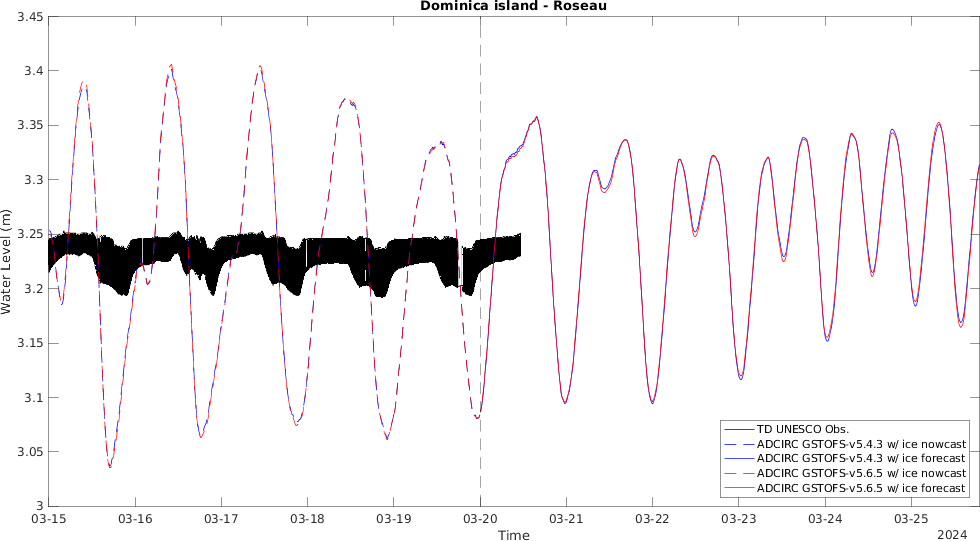 Dominica island - Roseau
3.45
3.4
3.35
3.3
3.25
3.2
3.15
3.1
3.05
3
Water Level (m)
TD UNESCO Obs.
ADCIRC GSTOFS-v5.4.3 w/ ice nowcast
ADCIRC GSTOFS-v5.4.3 w/ ice forecast
ADCIRC GSTOFS-v5.6.5 w/ ice nowcast
ADCIRC GSTOFS-v5.6.5 w/ ice forecast
03-15 03-16 03-17 03-18 03-19 03-20 03-21 03-22 03-23 03-24 03-25
Time
2024